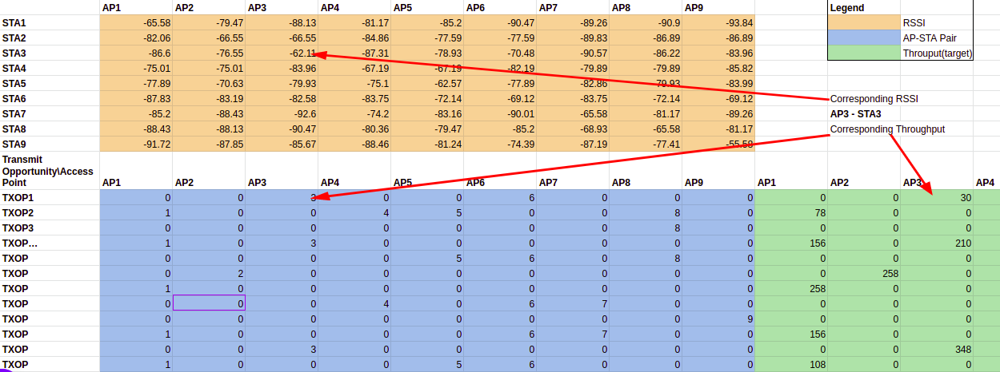 AP1 AP2 AP3 AP4 AP5 AP6 AP7 AP8 AP9 Legend
STA1 -65.58 -79.47 -88.13 -81.17 -85.2 -90.47 -89.26 -90.9 -93.84 RSSI
STA2 -82.06 -66.55 -66.55 -84.86 -77.59 -77.59 -89.83 -86.89 -86.89 AP-STA Pair
STA3 -86.6 -76.55 -62.11 -87.31 -78.93 -70.48 -90.57 -86.22 -83.96 Throuput(target)
STA4 -75.01 -75.01 -83.96 -67.19 -67.19 -82.19 -79.89 -79.89 -85.82
STA5 -77.89 -70.63 -79.93 -75.1 -62.57 -77.89 -82.86 -79.93 -83.99
STA6 -87.83 -83.19 -82.58 -83.75 -72.14 -69.12 -83.75 -72.14 -69.12 Corresponding RSSI
STA7 -85.2 -88.43 -92.6 -74.2 -83.16 -90.01 -65.58 -81.17 -89.26 AP3 - STA3
STA8 -88.43 -88.13 -90.47 -80.36 -79.47 -85.2 -68.93 -65.58 -81.17 Corresponding Throughput
STA9 -91.72 -87.85 -85.67 -88.46 -81.24 -74.39 -87.19 -77.41 -55.58
Transmit
Opportunity\Access
Point AP1 AP2 AP3 AP4 AP5 AP6 AP7 AP8 AP9 AP1 AP2 AP3 AP4
TXOP1 0 0 3 0 0 6 0 0 0 0 0 30
TXOP2 1 0 0 4 5 0 0 8 0 78 0 0
TXOP3 0 0 0 0 0 0 0 8 0 0 0 0
TXOP... 1 0 3 0 0 0 0 0 0 156 0 210
TXOP 0 0 0 0 5 6 0 8 0 0 0 0
TXOP 0 2 0 0 0 0 0 0 0 0 258 0
TXOP 1 0 0 0 0 0 0 0 0 258 0 0
TXOP 0 0 0 4 0 6 7 0 0 0 0 0
TXOP 0 0 0 0 0 0 0 0 9 0 0 0
TXOP 1 0 0 0 0 6 7 0 0 156 0 0
TXOP 0 0 3 0 0 0 0 0 0 0 0 348
TXOP 1 0 0 0 5 6 0 0 0 108 0 0